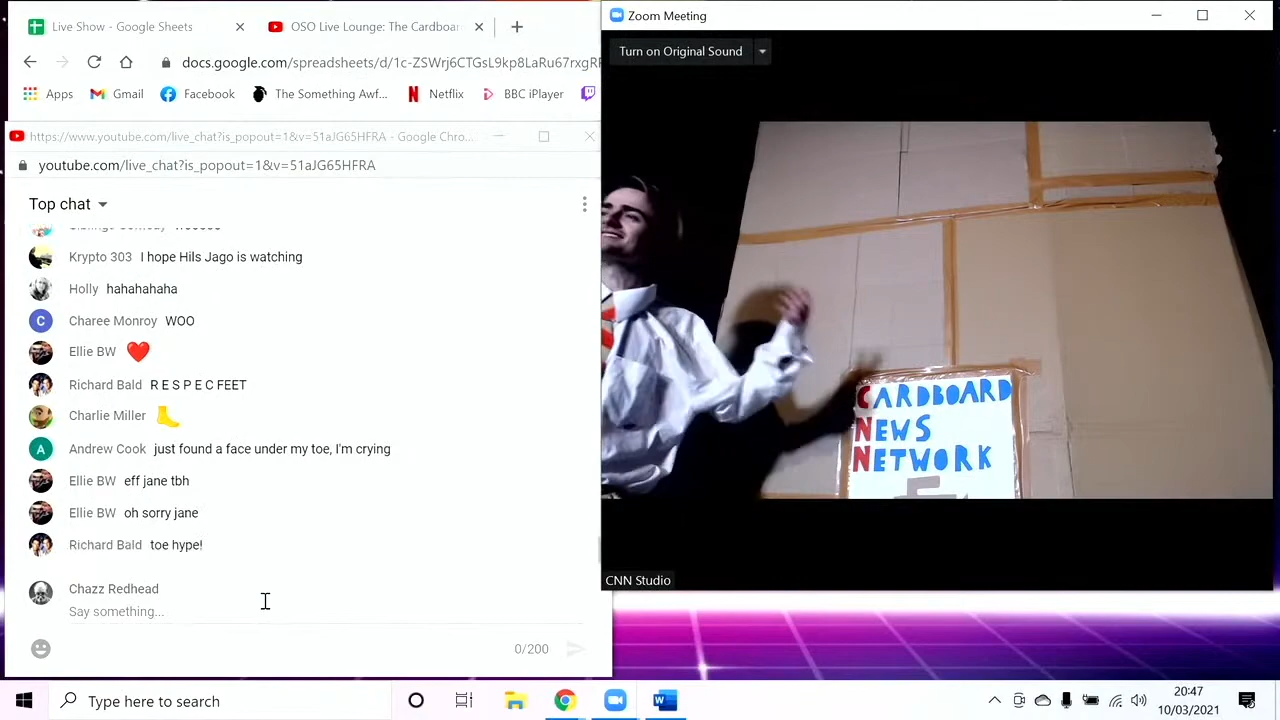 Live Show - Google Sheets
OSO Live Lounge: The Cardboar
docs.google.com/spreadsheets/d/1c-ZSWrj6CTGsL9kp8LaRu67rxgR
Apps
Gmail
Facebook
The Something Awf...
Netflix
BBC iPlayer
https://www.youtube.com/live_chat?is_popout=1&v=51aJG65HFRA - Google Chro...
youtube.com/live_chat?is_popout=1&v=51aJG65HFRA
Top chat
Krypto 303 I hope Hils Jago is watching
Holly hahahahaha
C Charee Monroy WOO
Ellie BW
Richard Bald R E S P E C FEET
Charlie Miller
A Andrew Cook just found a face under my toe, I'm crying
Ellie BW eff jane tbh
Ellie BW oh sorry jane
Richard Bald toe hype!
Chazz Redhead
Say something...
0/200
Zoom Meeting
Turn on Original Sound
CARDBOARD
NEWS
NETWORK
CNN Studio
Type here to search
20:47
10/03/2021